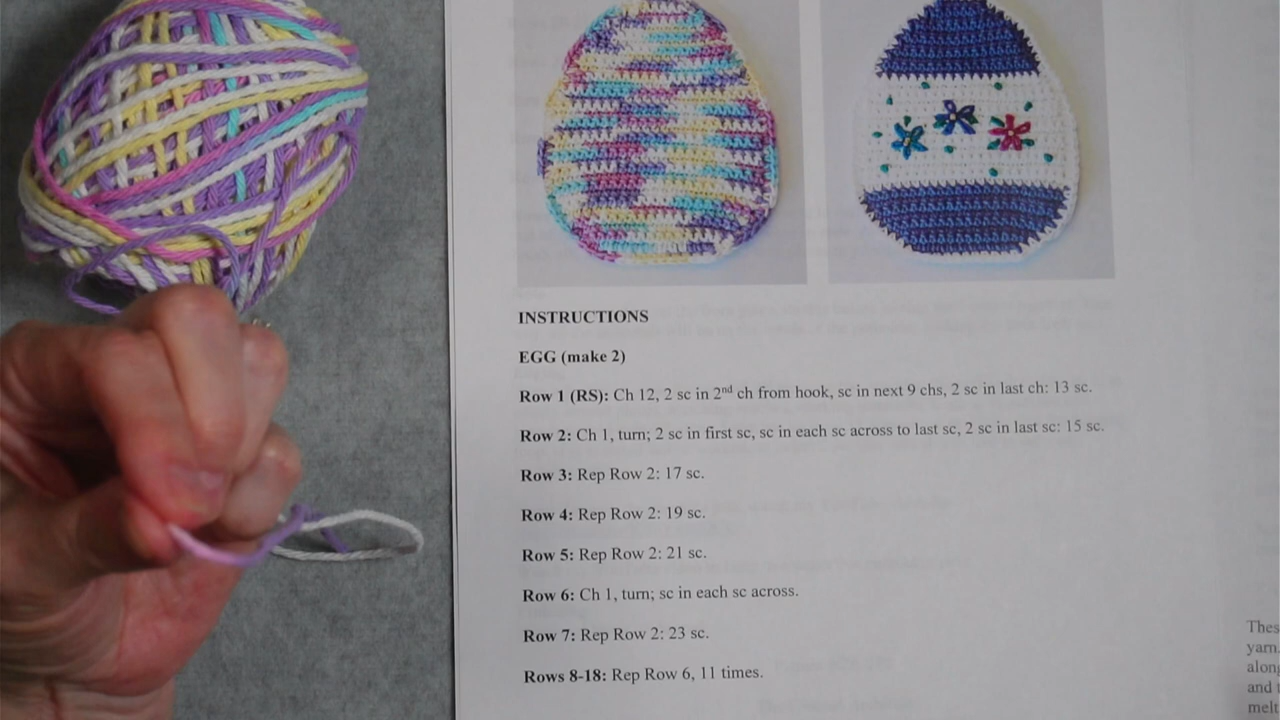 INSTRUCTIONS
EGG (make 2)
Row 1 (RS): Ch 12, 2 sc in 2nd ch from hook, sc in next 9 chs, 2 sc in last ch: 13 sc.
Row 2: Ch 1, turn; 2 sc in first sc, sc in each sc across to last sc, 2 sc in last sc: 15 sc.
Row 3: Rep Row 2: 17 sc.
Row 4: Rep Row 2: 19 sc.
Row 5: Rep Row 2: 21 sc.
Row 6: Ch 1, turn; sc in each sc across.
Row 7: Rep Row 2: 23 sc.
Rows 8-18: Rep Row 6, 11 times.
Thes
yarn.
along
and t
melt